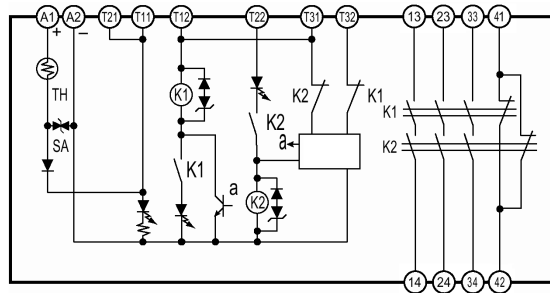 A1 A2 T21 T11 T12 T22 T31 T32 13 23 33 41
+ −
TH
SA
K1
K2
K2 K1
a
K1
a
K2
K1
K2
14 24 34 42